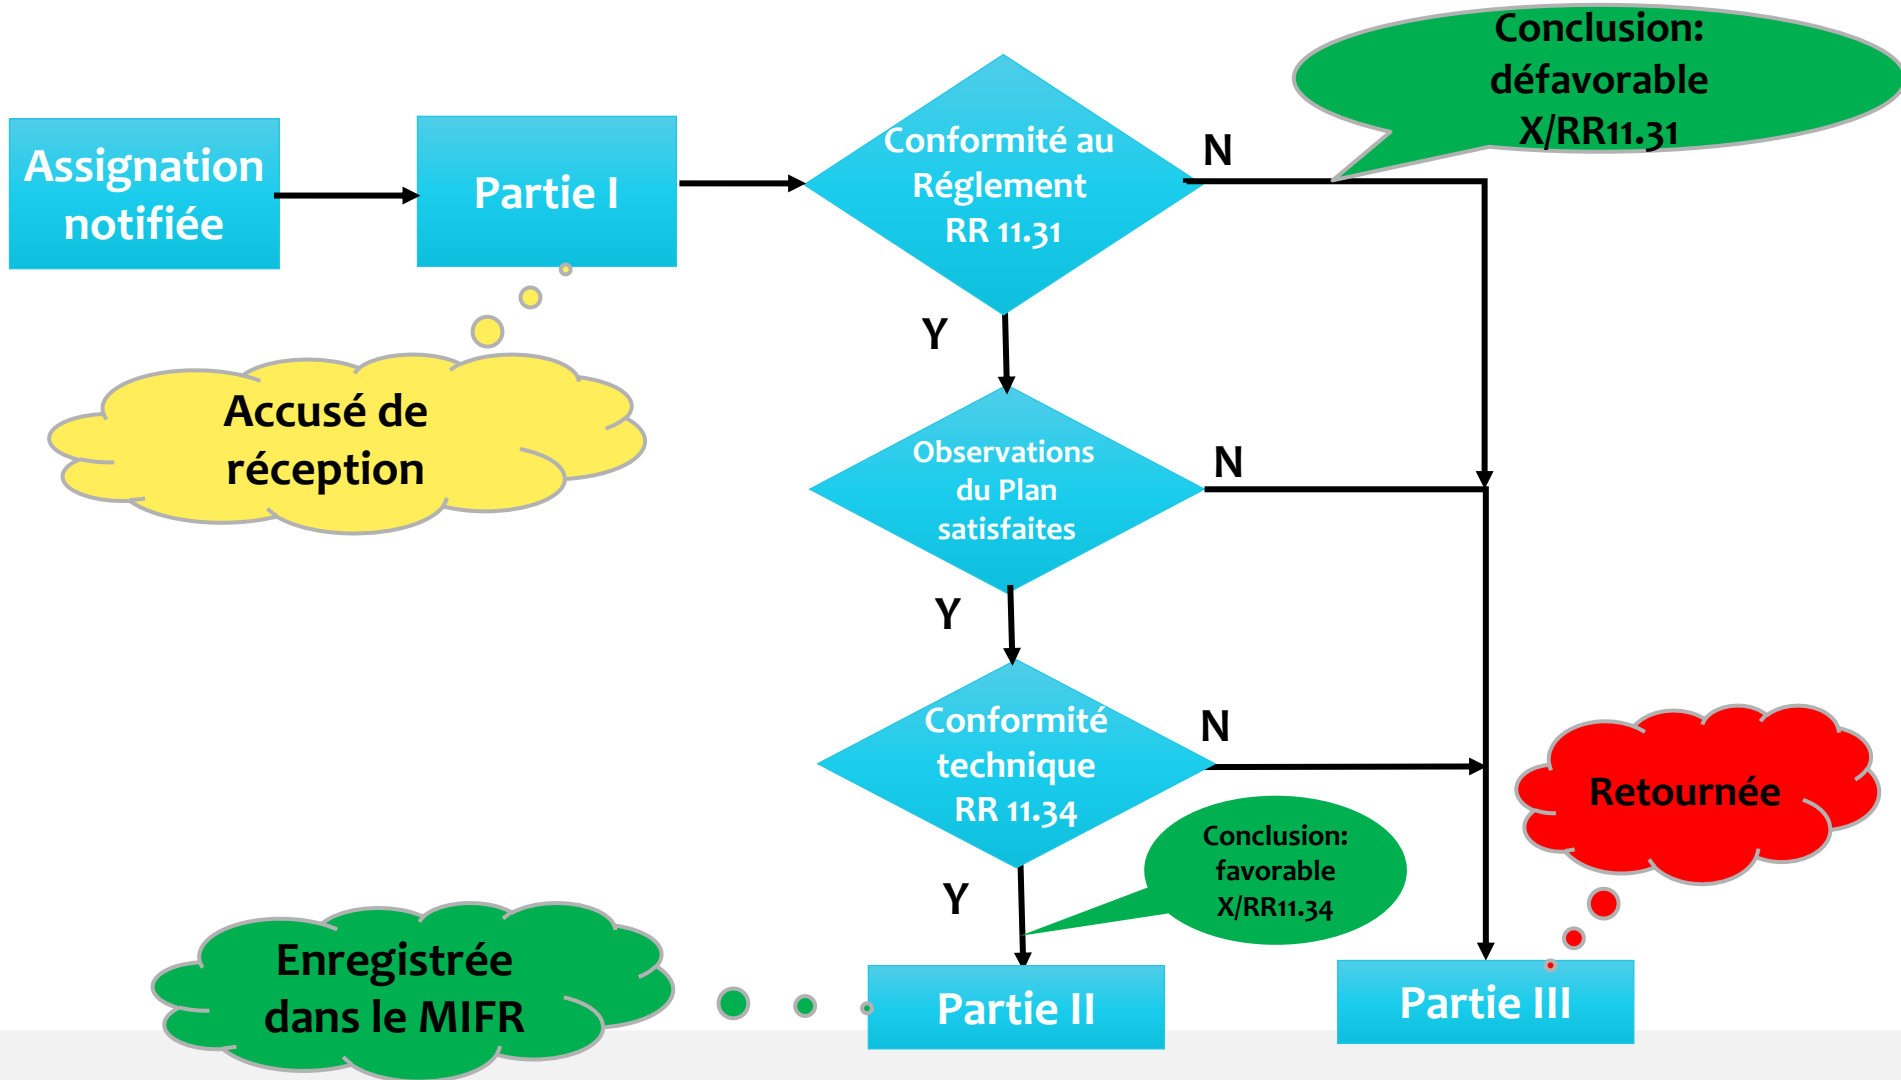 Assignation
notifiée
Partie I
Conformité au
Réglement
RR 11.31
N
Conclusion:
défavorable
X/RR11.31
Y
Accusé de
réception
Observations
du Plan
satisfaites
N
Y
Conformité
technique
RR 11.34
N
Conclusion:
favorable
X/RR11.34
Y
Retournée
Enregistrée
dans le MIFR
Partie II
Partie III